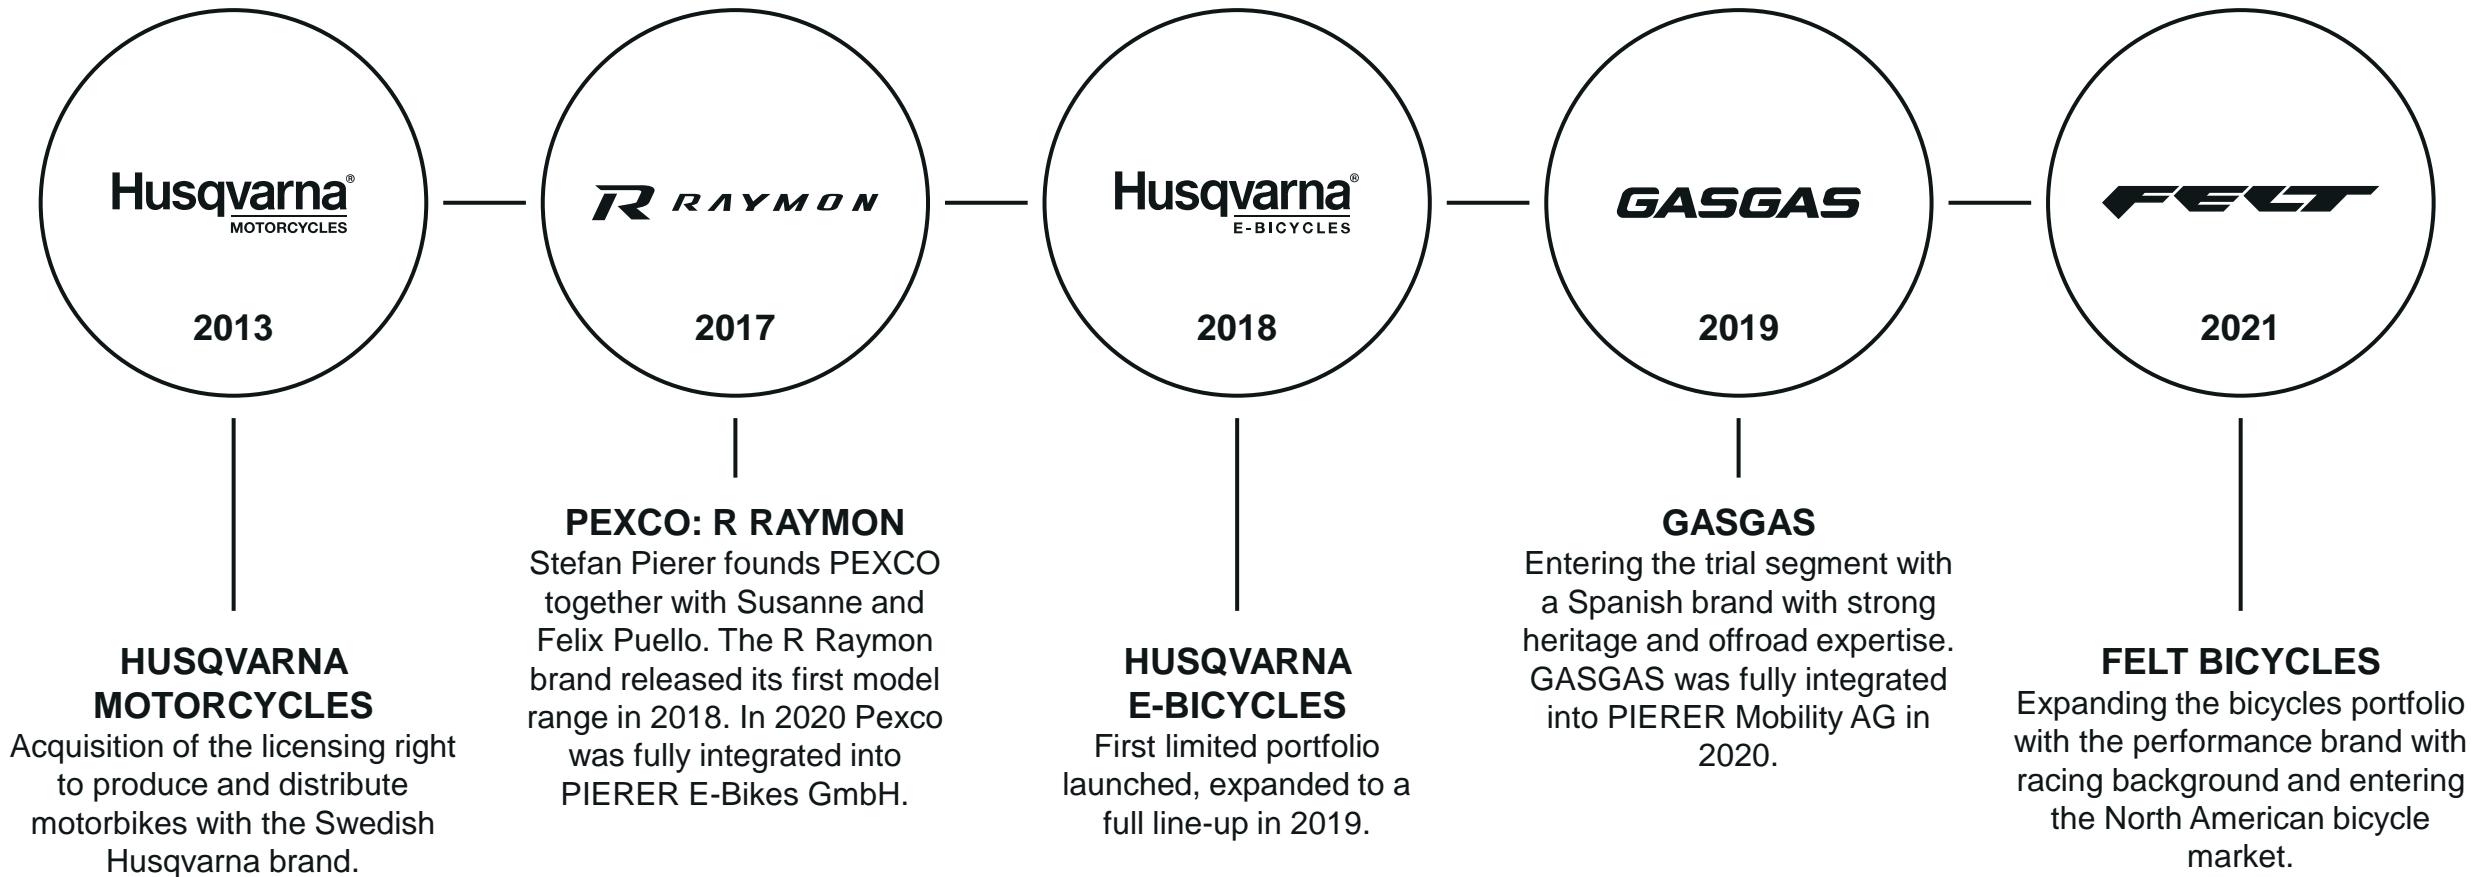 Husqvarna®
MOTORCYCLES
2013
R RAYMON
2017
Husqvarna®
E-BICYCLES
2018
GASGAS
2019
FELT
2021
HUSQVARNA
MOTORCYCLES
Acquisition of the licensing right
to produce and distribute
motorbikes with the Swedish
Husqvarna brand.
PEXCO: R RAYMON
Stefan Pierer founds PEXCO
together with Susanne and
Felix Puello. The R Raymon
brand released its first model
range in 2018. In 2020 Pexco
was fully integrated into
PIERER E-Bikes GmbH.
HUSQVARNA
E-BICYCLES
First limited portfolio
launched, expanded to a
full line-up in 2019.
GASGAS
Entering the trial segment with
a Spanish brand with strong
heritage and offroad expertise.
GASGAS was fully integrated
into PIERER Mobility AG in
2020.
FELT BICYCLES
Expanding the bicycles portfolio
with the performance brand with
racing background and entering
the North American bicycle
market.